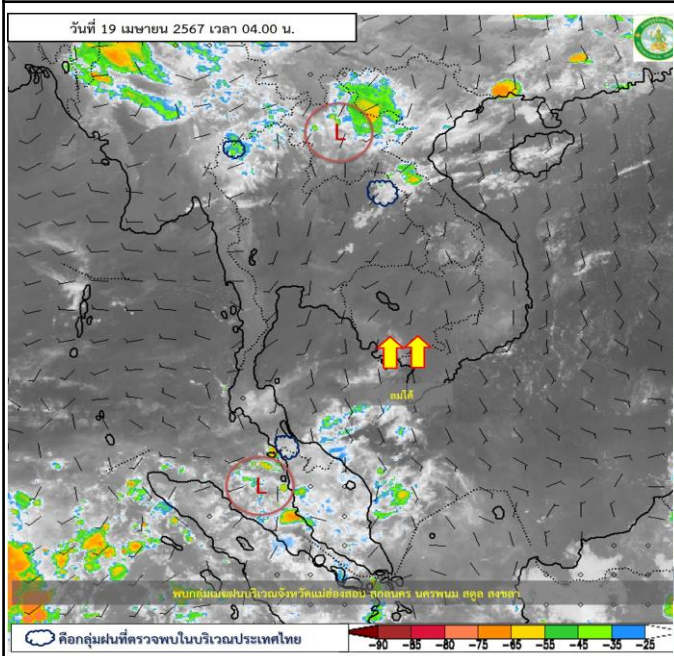 วันที่ 19 เมษายน 2567 เวลา 04.00 น.
L
ลมใต้
L
พบกลุ่มเมฆฝนบริเวณจังหวัดแม่ฮ่องสอน สกลนคร นครพนม สตูล สงขลา
คือกลุ่มฝนที่ตรวจพบในบริเวณประเทศไทย
-90 -85 -80 -75 -65 -55 -45 -35 -25